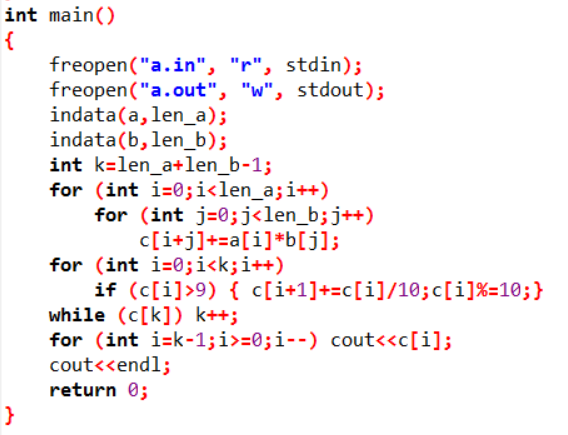 int main()
{
    freopen("a.in", "r", stdin);
    freopen("a.out", "w", stdout);
    indata(a,len_a);
    indata(b,len_b);
    int k=len_a+len_b-1;
    for (int i=0;i<len_a;i++)
        for (int j=0;j<len_b;j++)
            c[i+j]+=a[i]*b[j];
    for (int i=0;i<k;i++)
        if (c[i]>9) { c[i+1]+=c[i]/10;c[i]%=10;}
    while (c[k]) k++;
    for (int i=k-1;i>=0;i--) cout<<c[i];
    cout<<endl;
    return 0;
}